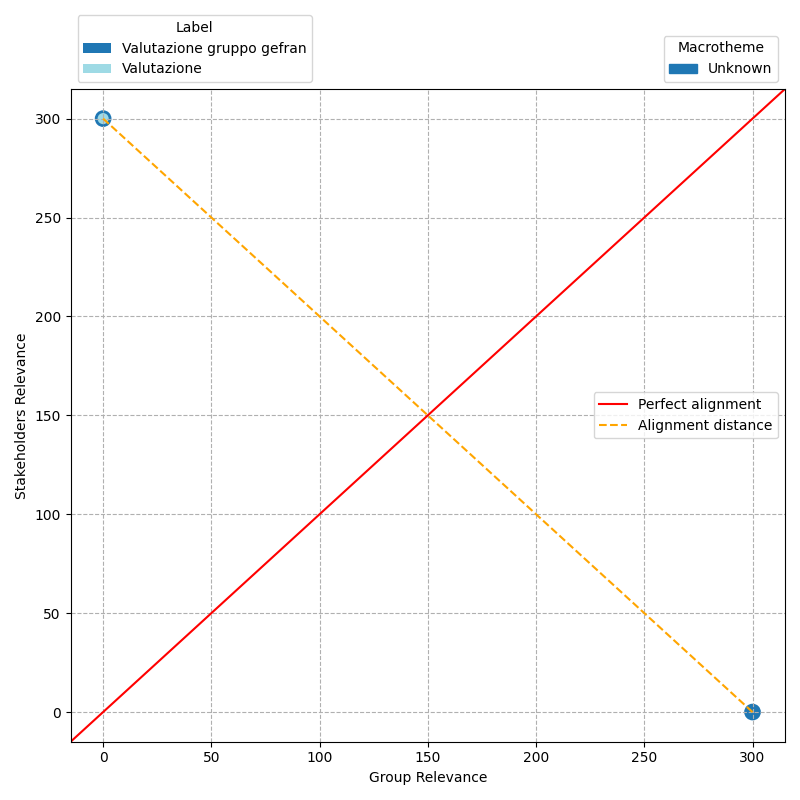 Label
Valutazione gruppo gefran
Valutazione
Macrotheme
Unknown
300
250
200
150
100
50
0
Stakeholders Relevance
Perfect alignment
Alignment distance
0 50 100 150 200 250 300
Group Relevance